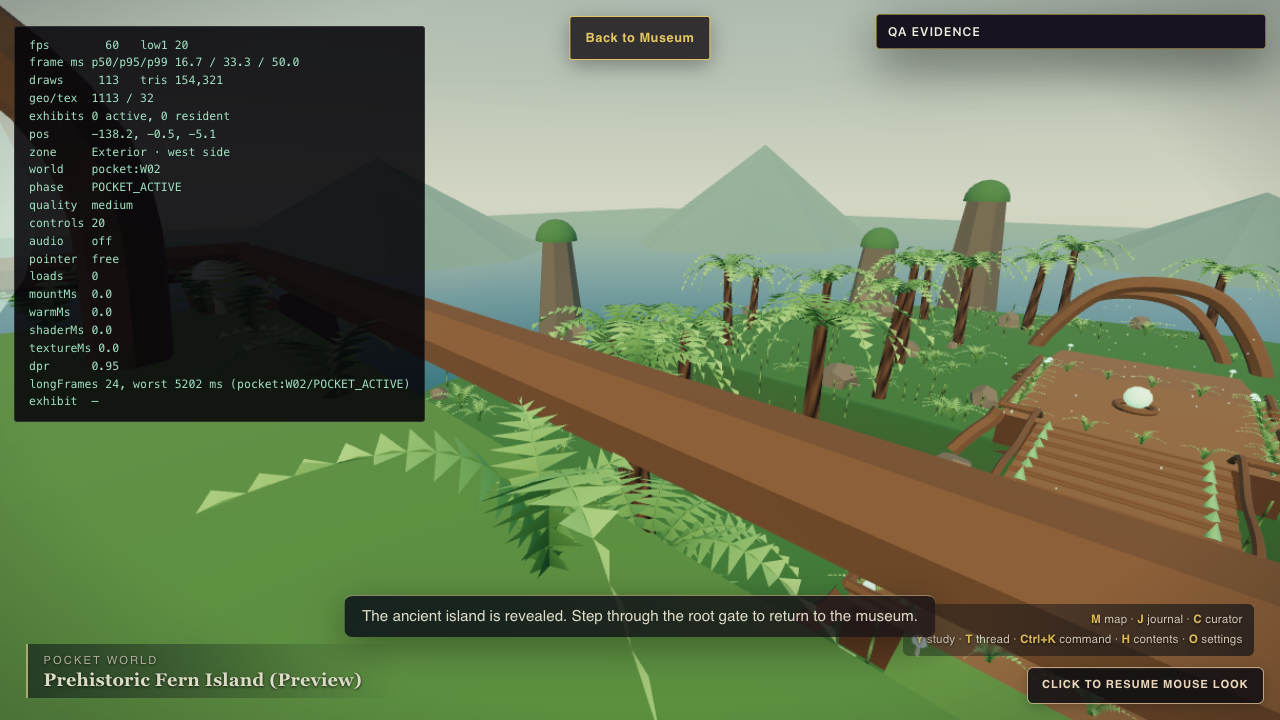 fps 60 low1 20
frame ms p50/p95/p99 16.7 / 33.3 / 50.0
draws 113 tris 154,321
geo/tex 1113 / 32
exhibits 0 active, 0 resident
pos −138.2, −0.5, −5.1
zone Exterior · west side
world pocket:W02
phase POCKET_ACTIVE
quality medium
controls 20
audio off
pointer free
loads 0
mountMs 0.0
warmMs 0.0
shaderMs 0.0
textureMs 0.0
dpr 0.95
longFrames 24, worst 5202 ms (pocket:W02/POCKET_ACTIVE)
exhibit —
Back to Museum
QA EVIDENCE
The ancient island is revealed. Step through the root gate to return to the museum.
M map · J journal · C curator
study · T thread · Ctrl+K command · H contents · O settings
POCKET WORLD
Prehistoric Fern Island (Preview)
CLICK TO RESUME MOUSE LOOK